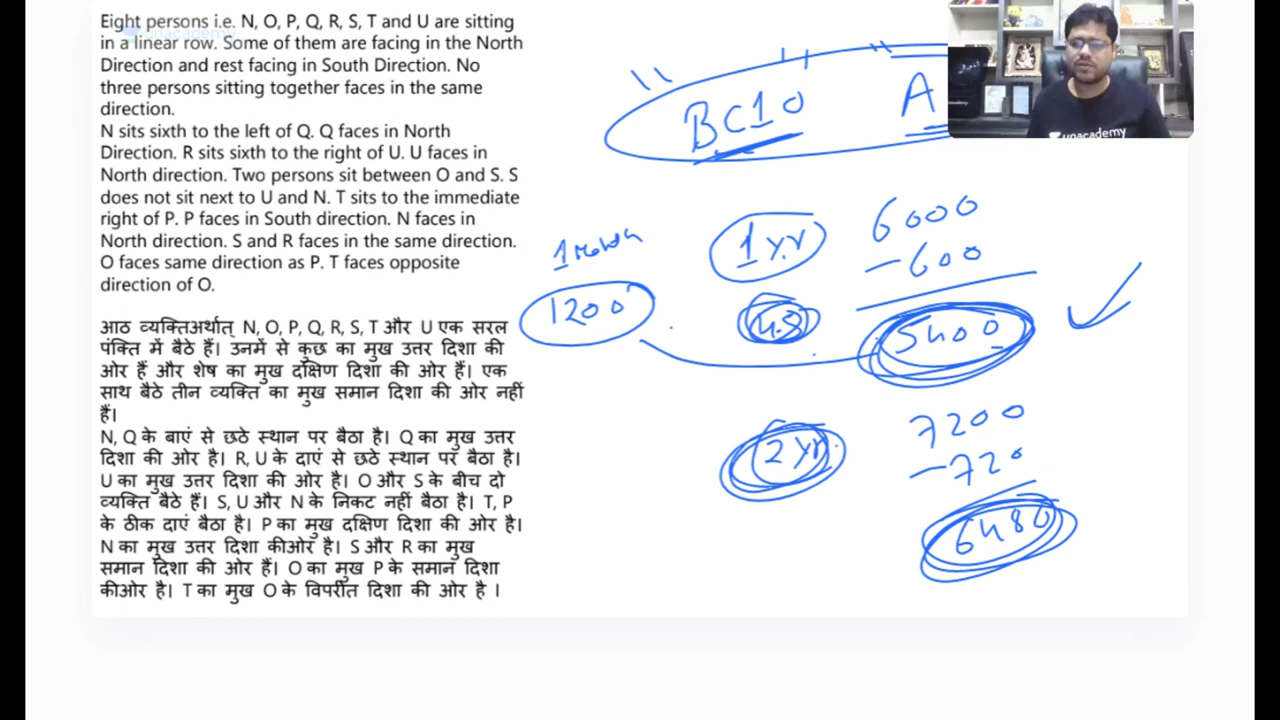 Eight persons i.e. N, O, P, Q, R, S, T and U are sitting
in a linear row. Some of them are facing in the North
Direction and rest facing in South Direction. No
three persons sitting together faces in the same
direction.
N sits sixth to the left of Q. Q faces in North
Direction. R sits sixth to the right of U. U faces in
North direction. Two persons sit between O and S. S
does not sit next to U and N. T sits to the immediate
right of P. P faces in South direction. N faces in
North direction. S and R faces in the same direction.
O faces same direction as P. T faces opposite
direction of O.
आठ व्यक्तिअर्थात् N, O, P, Q, R, S, T और U एक सरल
पंक्ति में बैठे हैं। उनमें से कुछ का मुख उत्तर दिशा की
ओर हैं और शेष का मुख दक्षिण दिशा की ओर हैं। एक
साथ बैठे तीन व्यक्ति का मुख समान दिशा की ओर नहीं
हैं।
N, Q के बाएं से छठे स्थान पर बैठा है। Q का मुख उत्तर
दिशा की ओर है। R, U के दाएं से छठे स्थान पर बैठा है।
U का मुख उत्तर दिशा की ओर है। O और S के बीच दो
व्यक्ति बैठे हैं। S, U और N के निकट नहीं बैठा है। T, P
के ठीक दाएं बैठा है। P का मुख दक्षिण दिशा की ओर है।
N का मुख उत्तर दिशा कीओर है। S और R का मुख
समान दिशा की ओर हैं। O का मुख P के समान दिशा
कीओर है। T का मुख O के विपरीत दिशा की ओर है ।
unacademy
BC10 A
unacademy
1 month
1200
1 yr
6000
-600
5400
7200
2 yr.
-720
6480